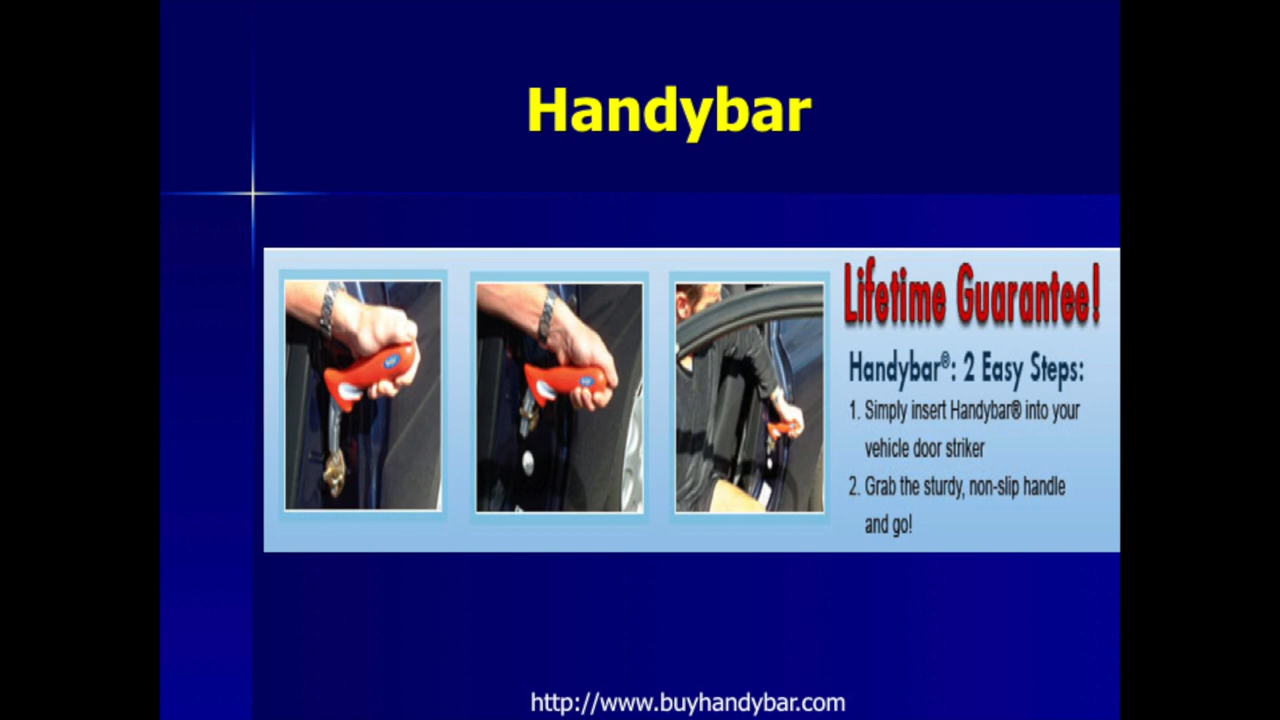 Handybar
Lifetime Guarantee!
Handybar®: 2 Easy Steps:
1. Simply insert Handybar® into your
vehicle door striker
2. Grab the sturdy, non-slip handle
and go!
http://www.buyhandybar.com